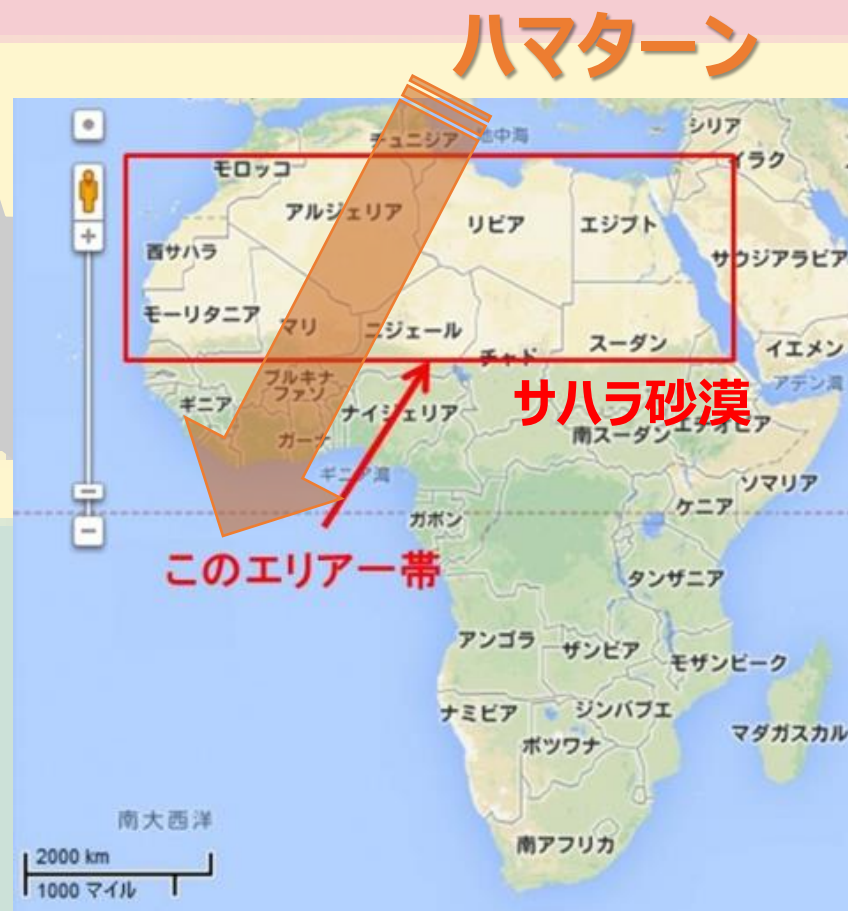 ハマターン
シリア
チュニジア
地中海
イラク
モロッコ
アルジェリア
リビア
エジプト
西サハラ
サウジアラビア
モーリタニア
マリ
ニジェール
チャド
スーダン
イエメン
アデン湾
ブルキナ
ファソ
サハラ砂漠
ギニア
ナイジェリア
エチオピア
ガーナ
南スーダン
ギニア湾
ソマリア
ケニア
ガボン
このエリア一帯
タンザニア
アンゴラ
ザンビア
モザンビーク
ナミビア
ジンバブエ
マダガスカル
ボツワナ
南大西洋
南アフリカ
2000 km
1000 マイル